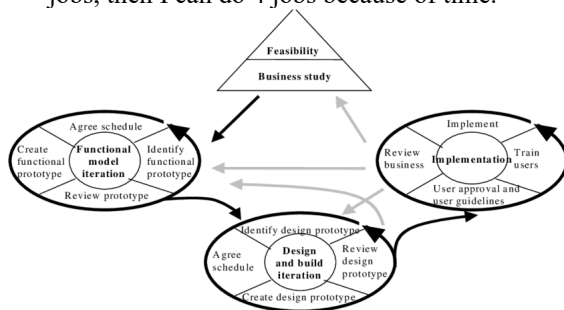 jobs, then I can do 4 jobs because of time.
Feasibility
Business study
Agree schedule
Create
functional
prototype
Functional
model
iteration
Identify
functional
prototype
Review prototype
Implement
Review
business
Implementation
Train
users
User approval and
user guidelines
Identify design prototype
Agree
schedule
Design
and build
iteration
Review
design
prototype
Create design prototype